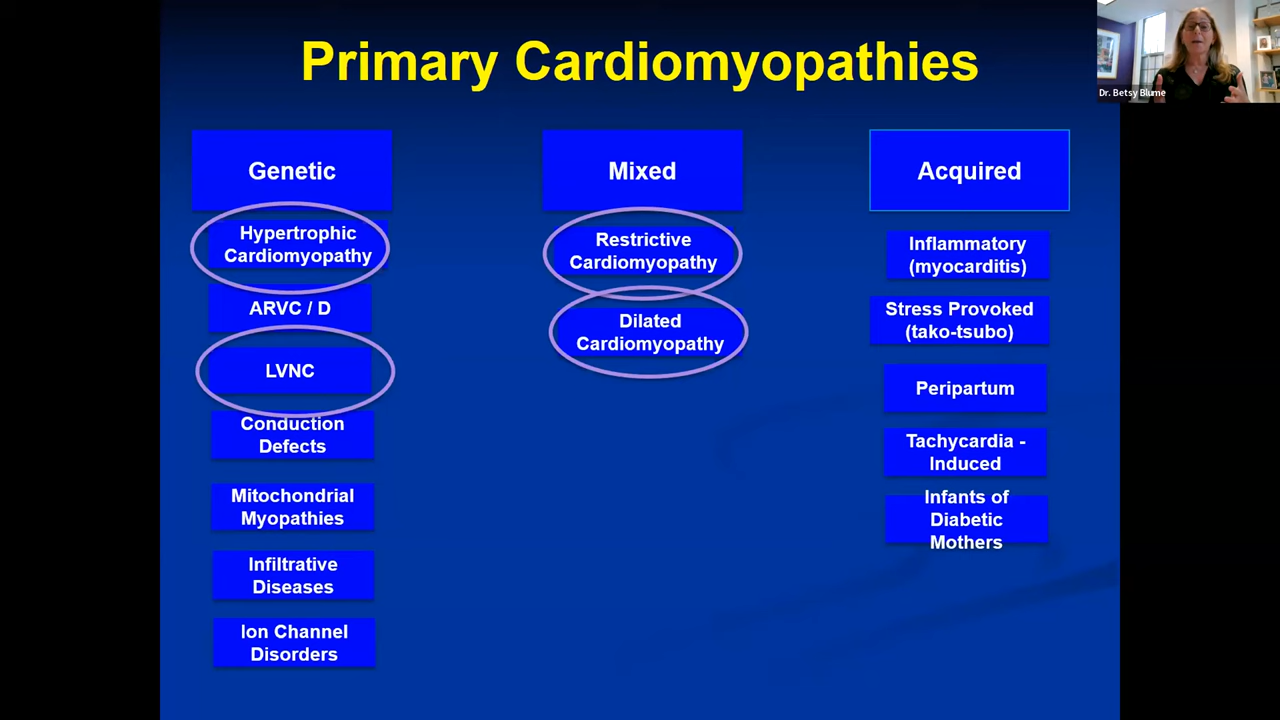 Primary Cardiomyopathies
Dr. Betsy Blume
Genetic
Hypertrophic
Cardiomyopathy
ARVC / D
LVNC
Conduction
Defects
Mitochondrial
Myopathies
Infiltrative
Diseases
Ion Channel
Disorders
Mixed
Restrictive
Cardiomyopathy
Dilated
Cardiomyopathy
Acquired
Inflammatory
(myocarditis)
Stress Provoked
(tako-tsubo)
Peripartum
Tachycardia -
Induced
Infants of
Diabetic
Mothers